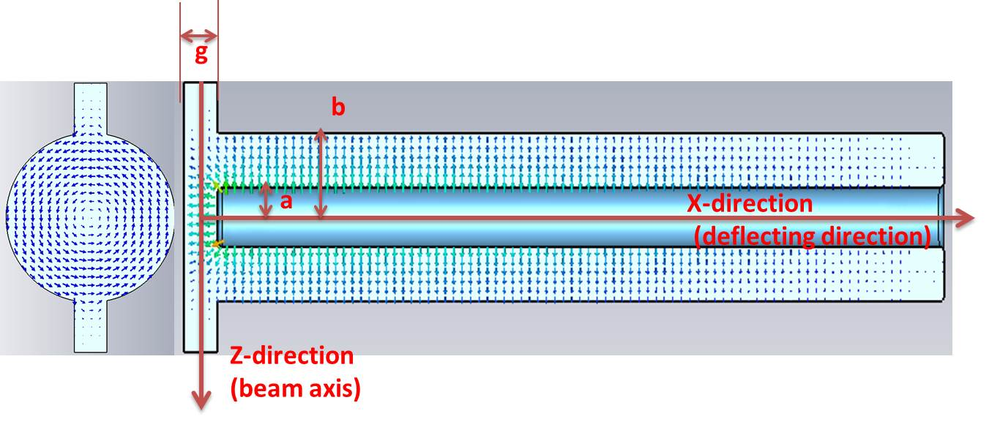 g
b
a
X-direction
(deflecting direction)
Z-direction
(beam axis)